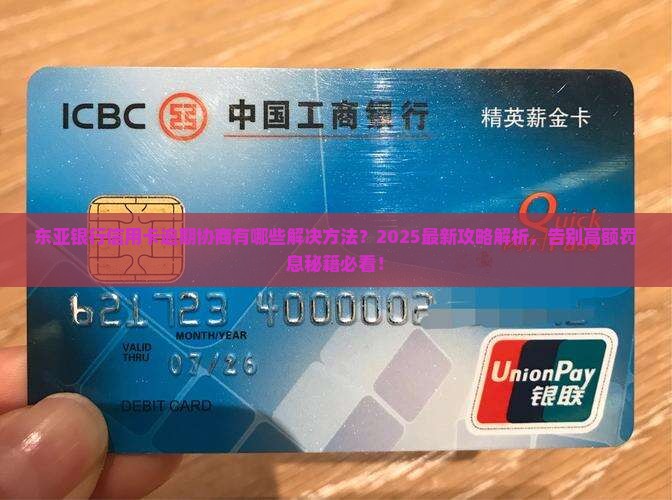 ICBC 中国工商银行 精英薪金卡
Quick
Pass
东亚银行信用卡逾期协商有哪些解决方法？2025最新攻略解析，告别高额罚
息秘籍必看！
621723 4000002
MONTH/YEAR
VALID
THRU
07/26
DEBIT CARD
UnionPay
银联